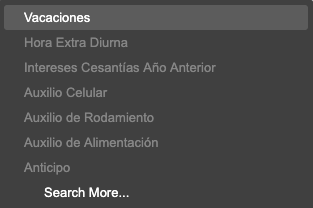 Vacaciones
Hora Extra Diurna
Intereses Cesantías Año Anterior
Auxilio Celular
Auxilio de Rodamiento
Auxilio de Alimentación
Anticipo
Search More...